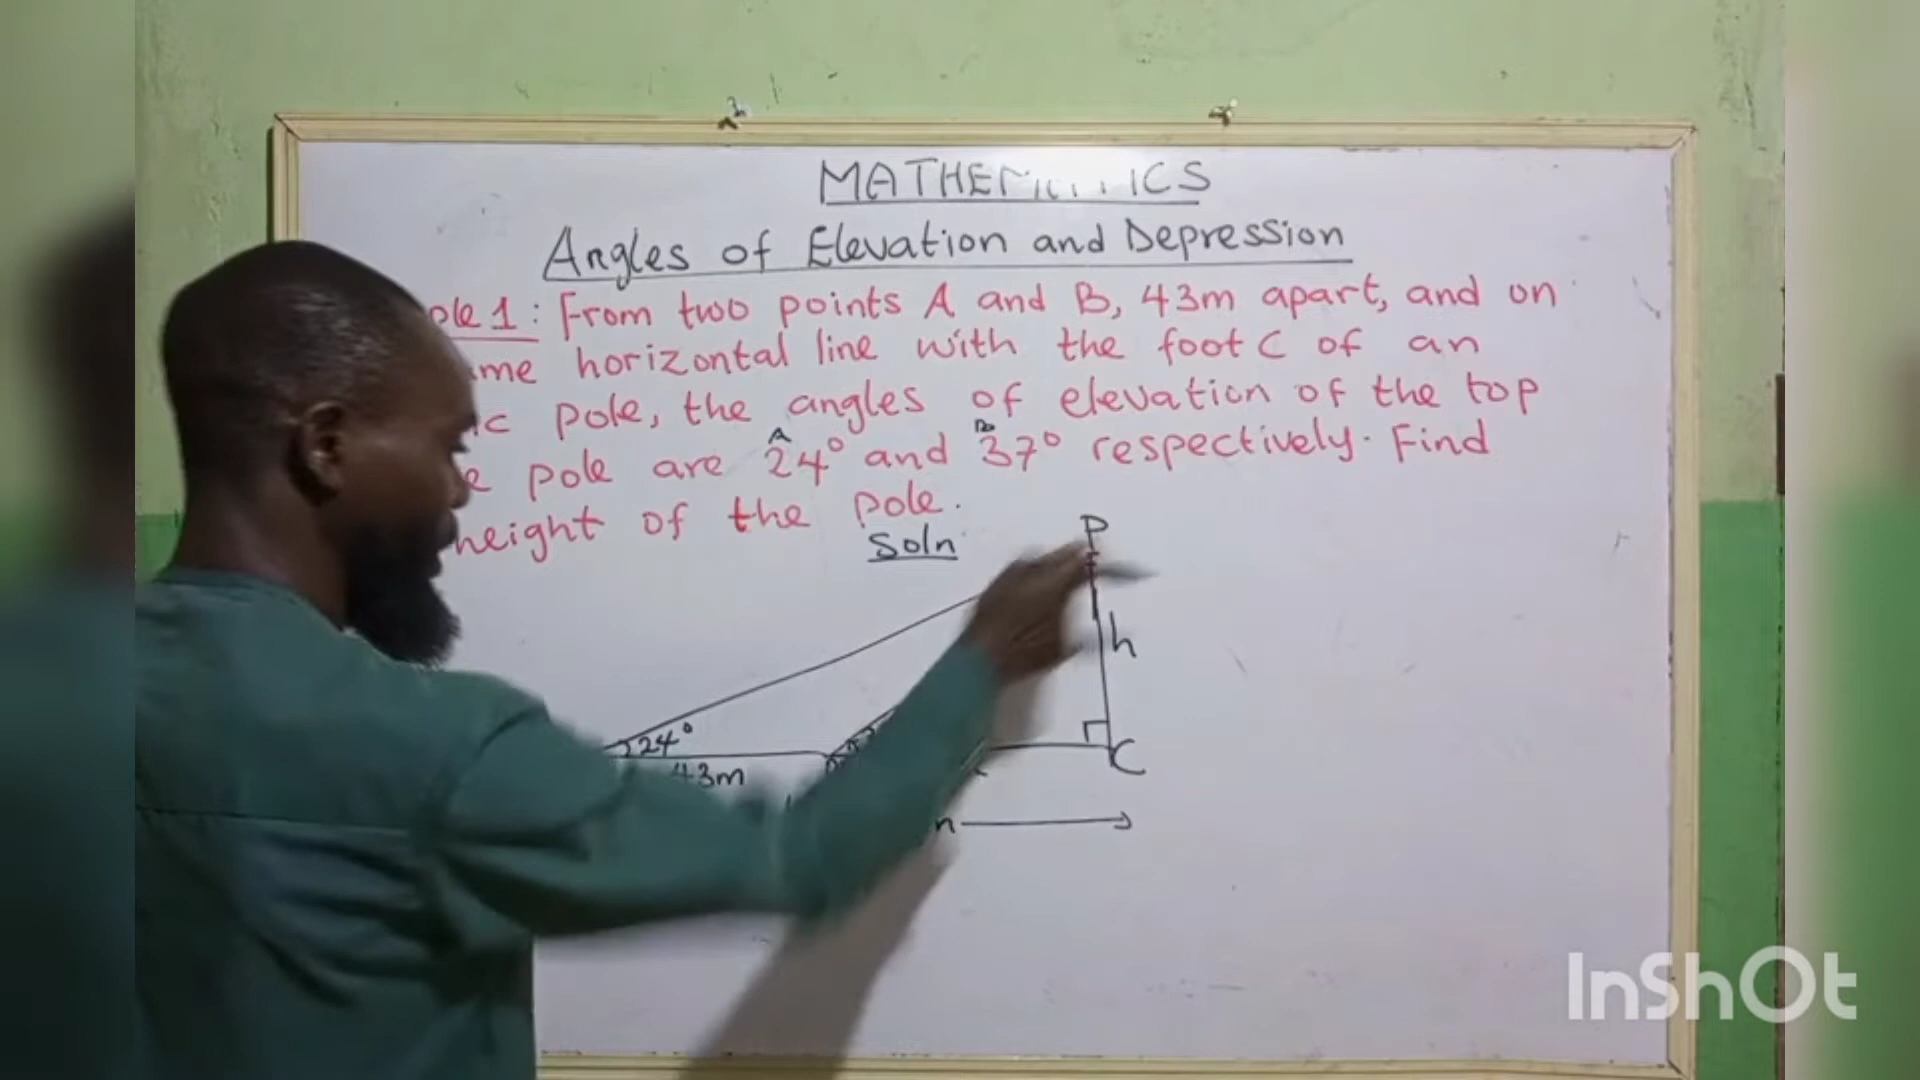 MATHEMATICS
Angles of Elevation and Depression
ple 1: From two points A and B, 43m apart, and on
me horizontal line with the foot C of an
ic pole, the angles of elevation of the top
A B
e pole are 24° and 37° respectively. Find
height of the pole.
Soln
P
h
24°
43m
C
InShOt